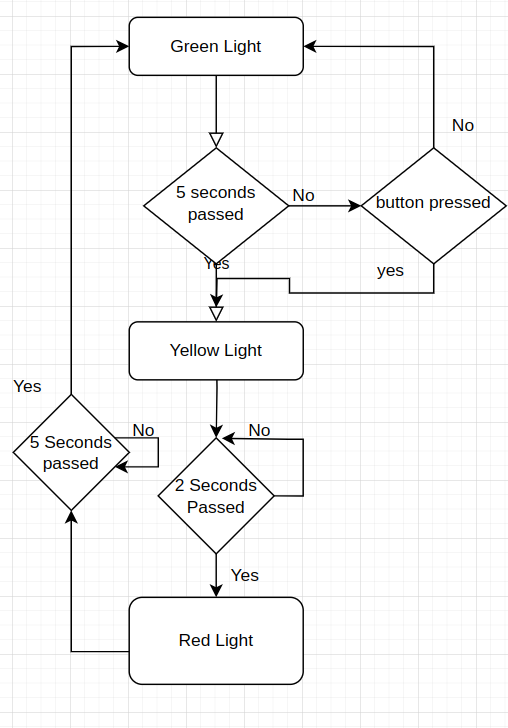 Green Light
No
5 seconds
passed
No
button pressed
Yes
yes
Yellow Light
Yes
No
No
5 Seconds
passed
2 Seconds
Passed
Yes
Red Light